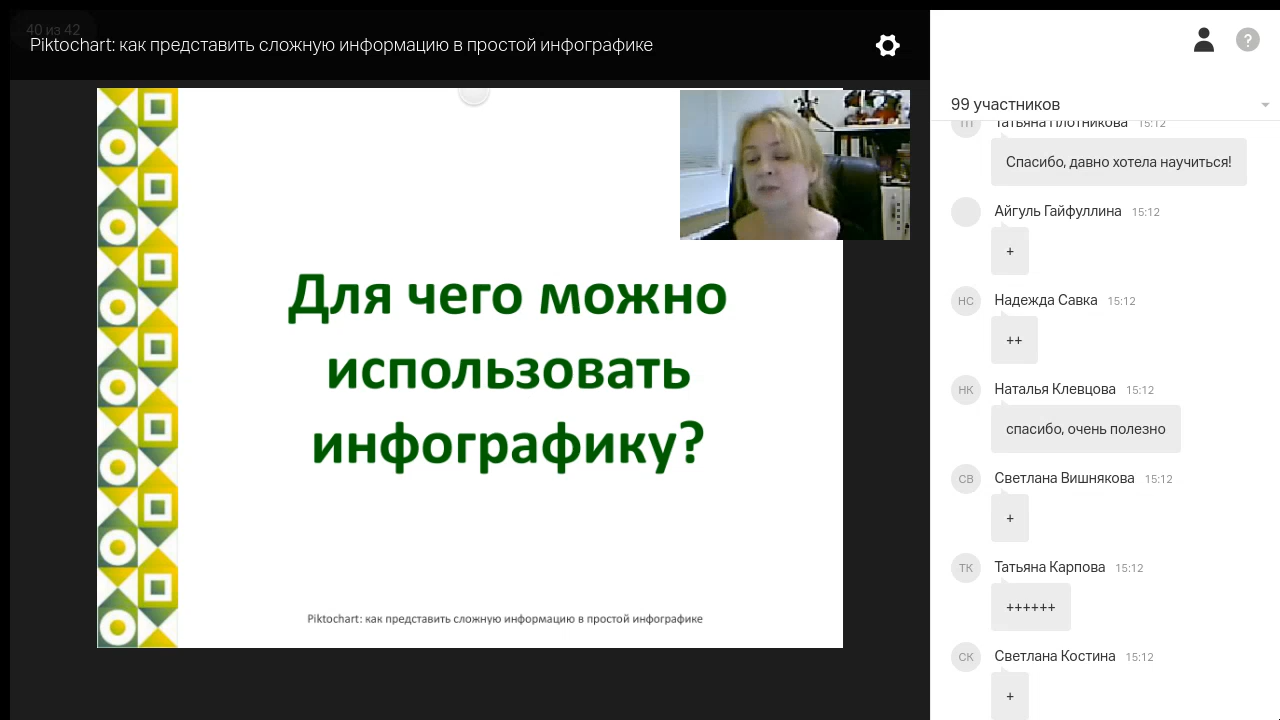 40 из 42
Piktochart: как представить сложную информацию в простой инфографике
?
99 участников
Для чего можно
использовать
инфографику?
Piktochart: как представить сложную информацию в простой инфографике
ТП Татьяна Плотникова 15:12
Спасибо, давно хотела научиться!
Айгуль Гайфуллина 15:12
+
НС Надежда Савка 15:12
++
НК Наталья Клевцова 15:12
спасибо, очень полезно
СВ Светлана Вишнякова 15:12
+
ТК Татьяна Карпова 15:12
++++++
СК Светлана Костина 15:12
+